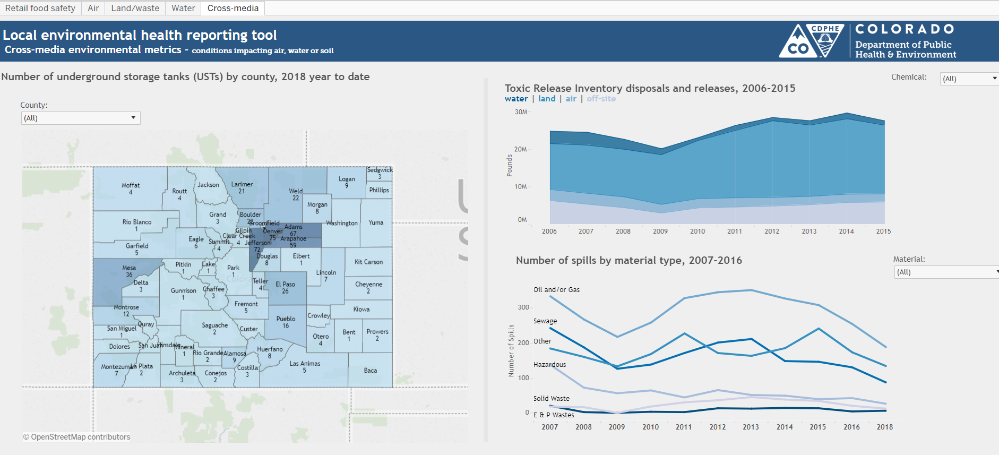 Retail food safety
Air
Land/waste
Water
Cross-media
Local environmental health reporting tool
Cross-media environmental metrics - conditions impacting air, water or soil
CO
CDPHE
TM
COLORADO
Department of Public
Health & Environment
Number of underground storage tanks (USTs) by county, 2018 year to date
County:
(All)
Moffat
4
Routt
4
Jackson
Larimer
21
Weld
22
Logan
9
Sedgwick
3
Phillips
Morgan
8
Rio Blanco
1
Grand
3
Boulder
22
Broomfield
Washington
Yuma
Garfield
5
Eagle
6
Summit
4
Gilpin
Clear Creek
4
Jefferson
72
Denver
75
Adams
67
Arapahoe
59
Mesa
36
Delta
3
Pitkin
1
Lake
1
Park
1
Douglas
8
Elbert
1
Lincoln
7
Kit Carson
Gunnison
1
Chaffee
3
Teller
4
El Paso
26
Cheyenne
2
Montrose
12
Fremont
5
Pueblo
16
Crowley
Kiowa
Ouray
San Miguel
1
Saguache
2
Custer
Otero
4
Bent
1
Prowers
2
Dolores
San Juan
Hinsdale
Mineral
1
Rio Grande
2
Alamosa
9
Huerfano
8
Las Animas
5
Baca
Montezuma
7
La Plata
2
Archuleta
3
Conejos
2
Costilla
3
U
S
© OpenStreetMap contributors
Chemical:
(All)
Toxic Release Inventory disposals and releases, 2006-2015
water | land | air | off-site
Pounds
30M
20M
10M
0M
2006 2007 2008 2009 2010 2011 2012 2013 2014 2015
Number of spills by material type, 2007-2016
Material:
(All)
Number of Spills
300
200
100
0
Oil and/or Gas
Sewage
Other
Hazardous
Solid Waste
E & P Wastes
2007 2008 2009 2010 2011 2012 2013 2014 2015 2016 2018